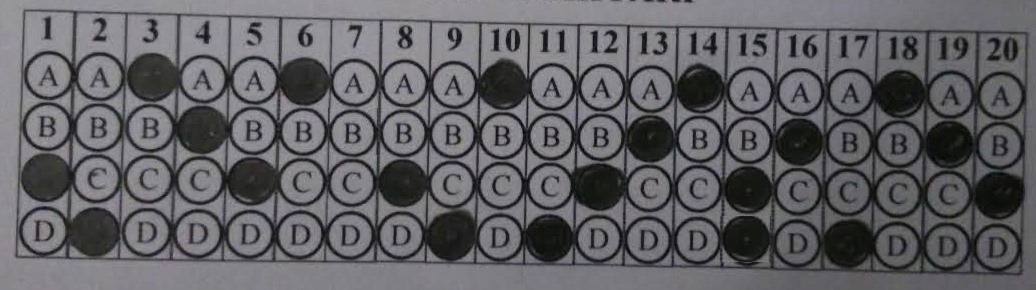 1 2 3 4 5 6 7 8 9 10 11 12 13 14 15 16 17 18 19 20
A A A A A A A A A A A A A A A
B B B B B B B B B B B B B B B B
C C C C C C C C C C C C C C
D D D D D D D D D D D D D D D